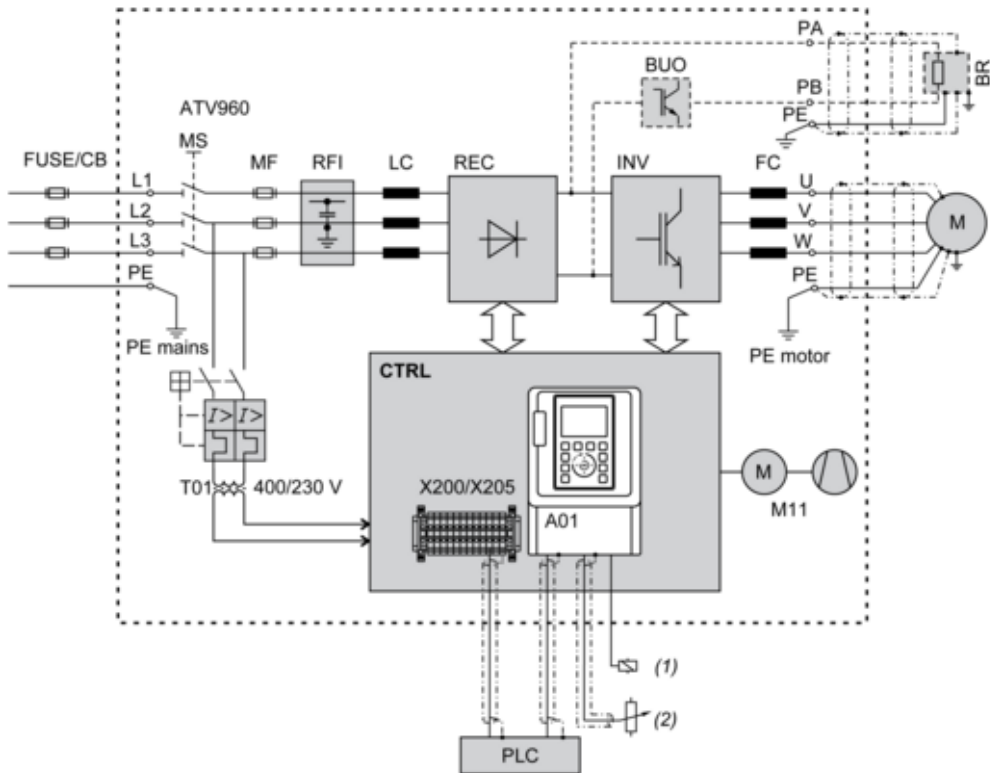 PA
BUO
BR
PB
ATV960
MS
PE
FUSE/CB
MF
RFI
LC
REC
INV
FC
L1
U
L2
V
M
L3
W
PE
PE
PE mains
PE motor
CTRL
I>
I>
T01
400/230 V
X200/X205
A01
M
M11
(1)
(2)
PLC